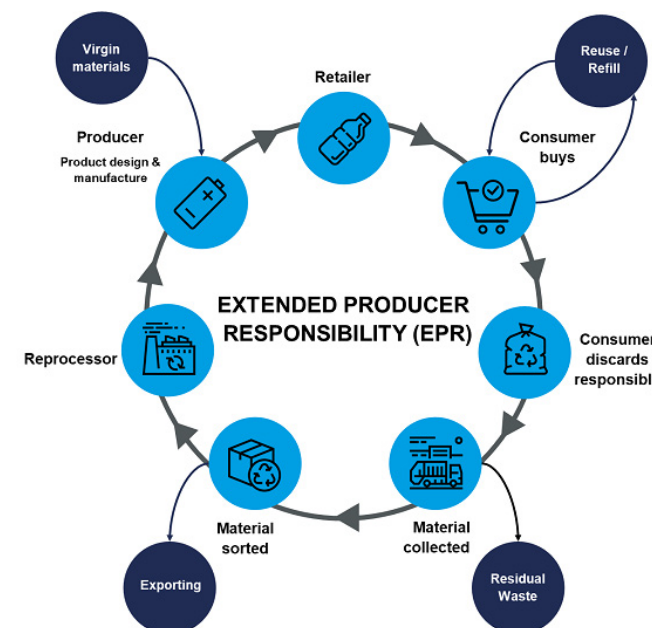 Virgin
materials
Retailer
Reuse /
Refill
Producer
Product design &
manufacture
Consumer
buys
EXTENDED PRODUCER
RESPONSIBILITY (EPR)
Reprocessor
Consumer
discards
responsibl
Material
sorted
Material
collected
Exporting
Residual
Waste